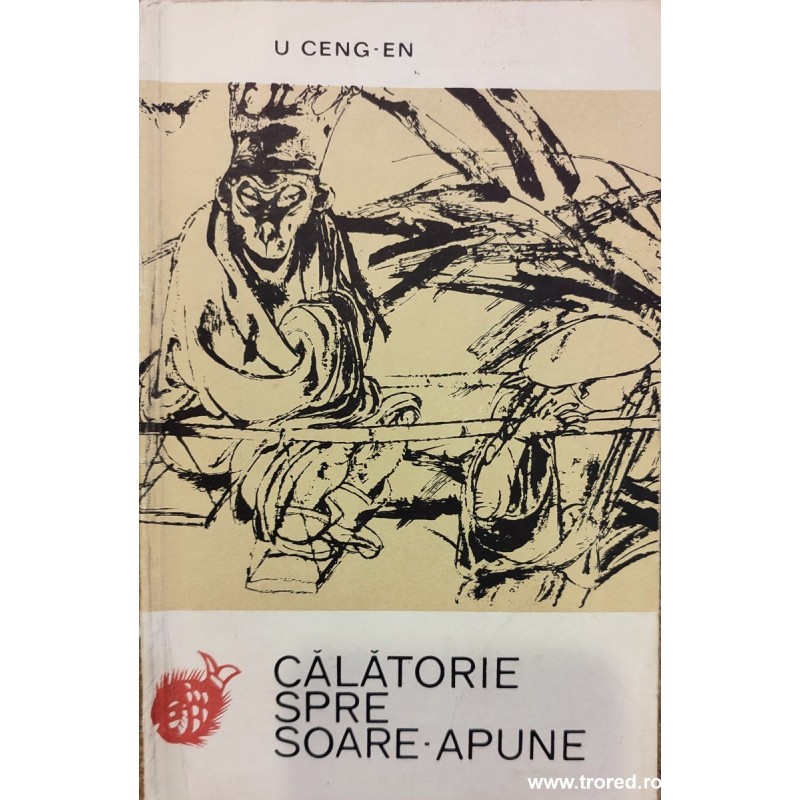 U CENG-EN
CĂLĂTORIE
SPRE
SOARE-APUNE
www.trored.ro